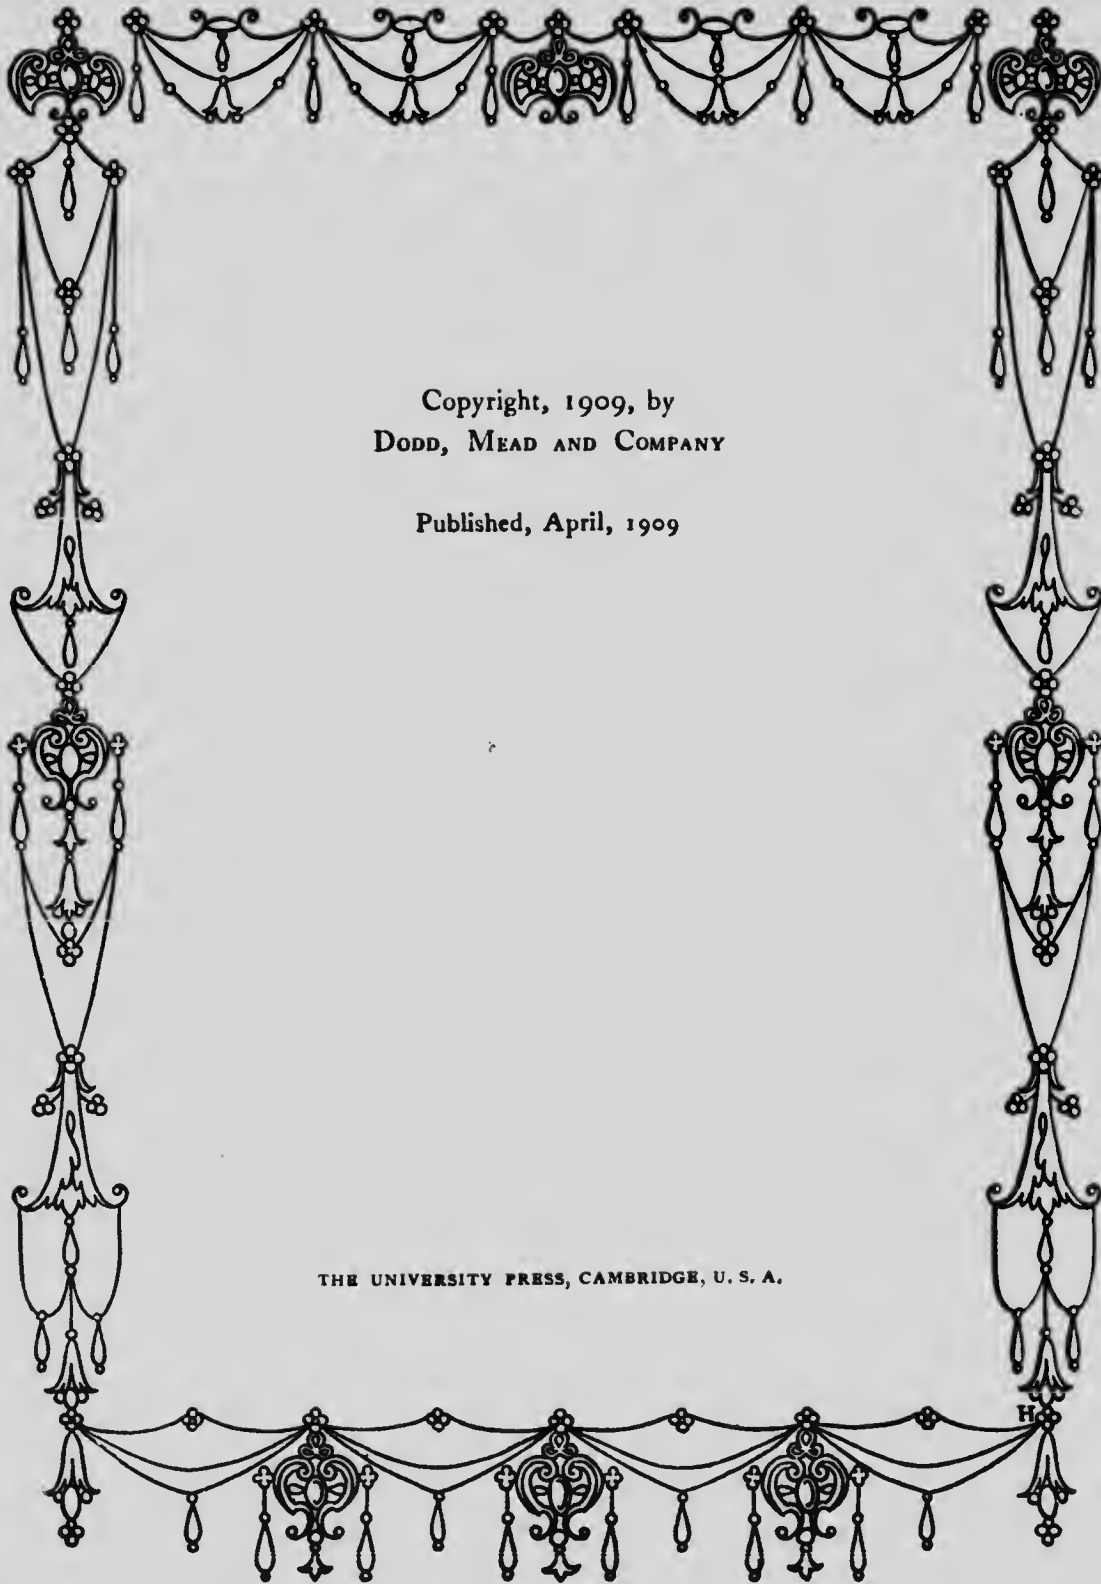 Copyright, 1909, by
Dodd, Mead and Company
Published, April, 1909
THE UNIVERSITY PRESS, CAMBRIDGE, U. S. A.
H